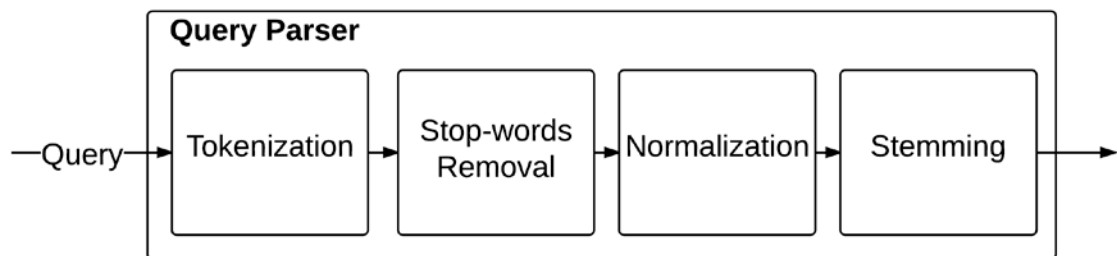 Query Parser
Query
Tokenization
Stop-words
Removal
Normalization
Stemming